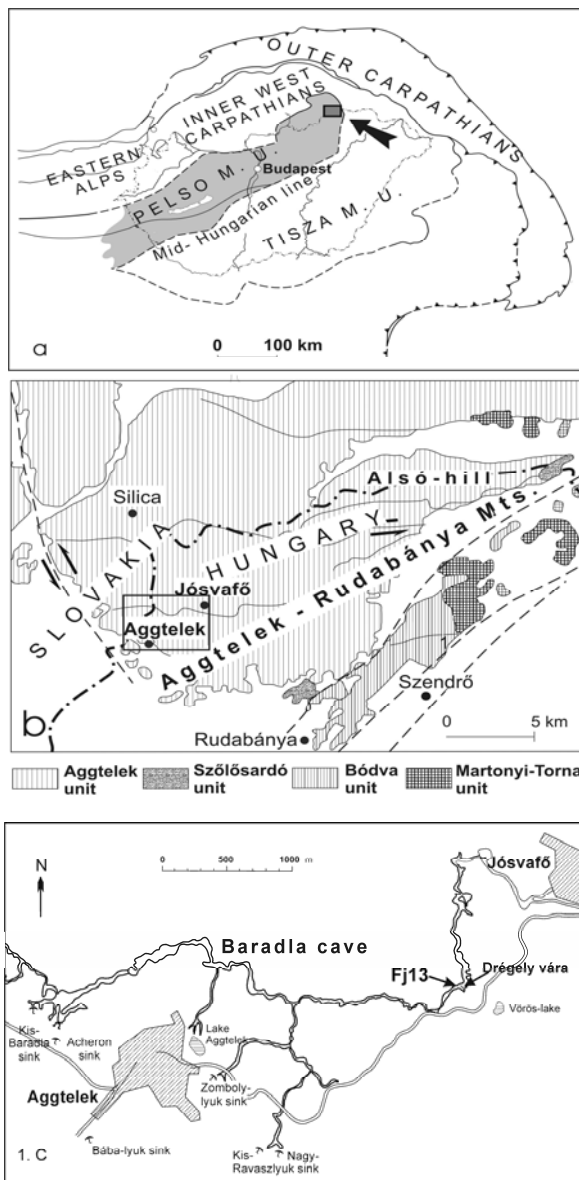 OUTER CARPATHIANS
INNER WEST
CARPATHIANS
EASTERN
ALPS
PELSO M. U.
Budapest
Mid-Hungarian line
TISZA M. U.
a
0 100 km
Silica
Alsó-hill
SLOVAKIA
HUNGARY
Aggtelek - Rudabánya Mts.
Jósvafő
Aggtelek
Szendrő
b
Rudabánya
0 5 km
Aggtelek
unit
Szőlősardó
unit
Bódva
unit
Martonyi-Torna
unit
N
0 500 1000 m
Jósvafő
Baradla cave
Fj13
Drégely vára
Vörös-lake
Kis-
Baradla
sink
Acheron
sink
Lake
Aggtelek
Aggtelek
Zomboly-
lyuk sink
Bába-lyuk sink
Kis-
Nagy-
Ravaszlyuk sink
1. C